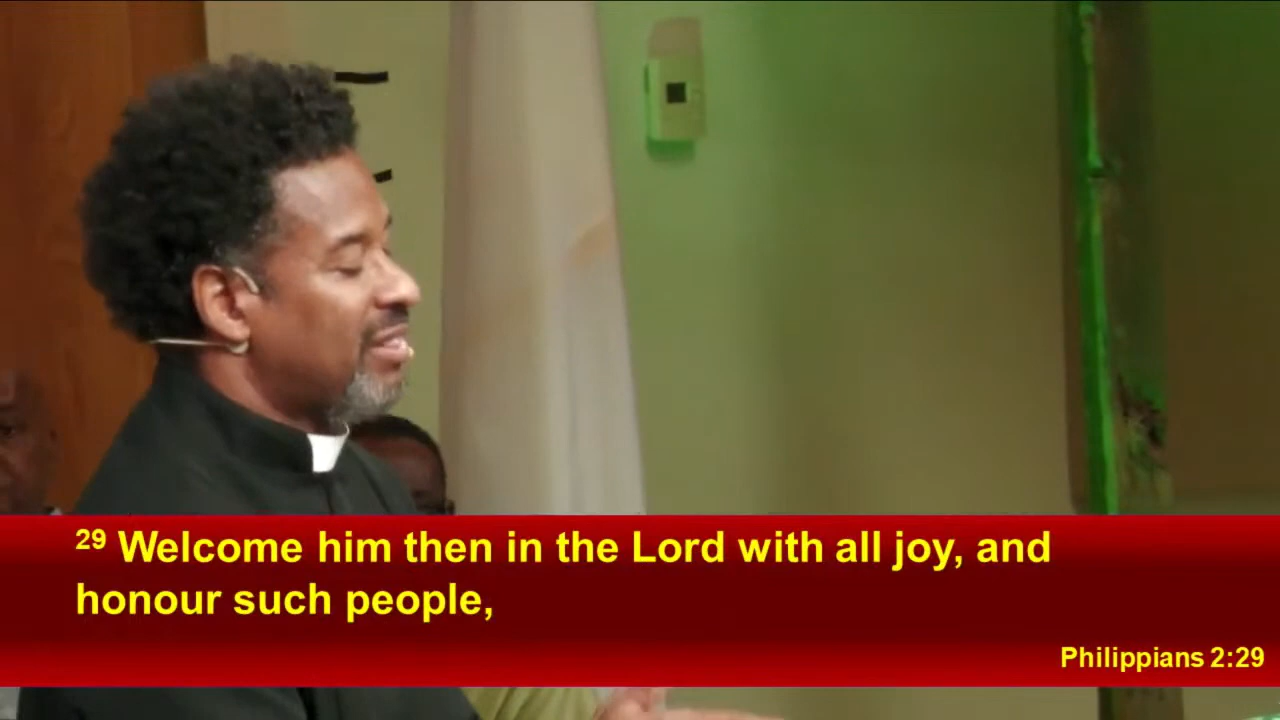 29 Welcome him then in the Lord with all joy, and
honour such people,
Philippians 2:29